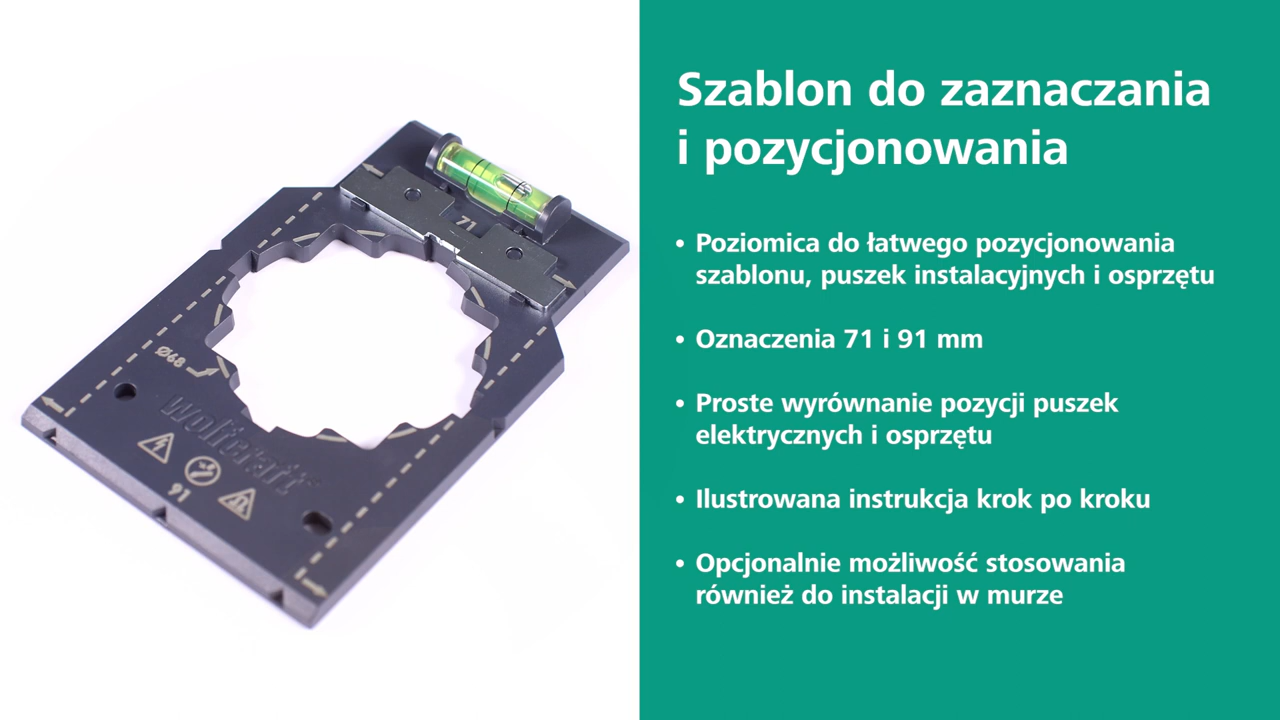 Szablon do zaznaczania
i pozycjonowania
• Poziomica do łatwego pozycjonowania
szablonu, puszek instalacyjnych i osprzętu
• Oznaczenia 71 i 91 mm
• Proste wyrównanie pozycji puszek
elektrycznych i osprzętu
• Ilustrowana instrukcja krok po kroku
• Opcjonalnie możliwość stosowania
również do instalacji w murze
71
Ø68
wolfcraft
91